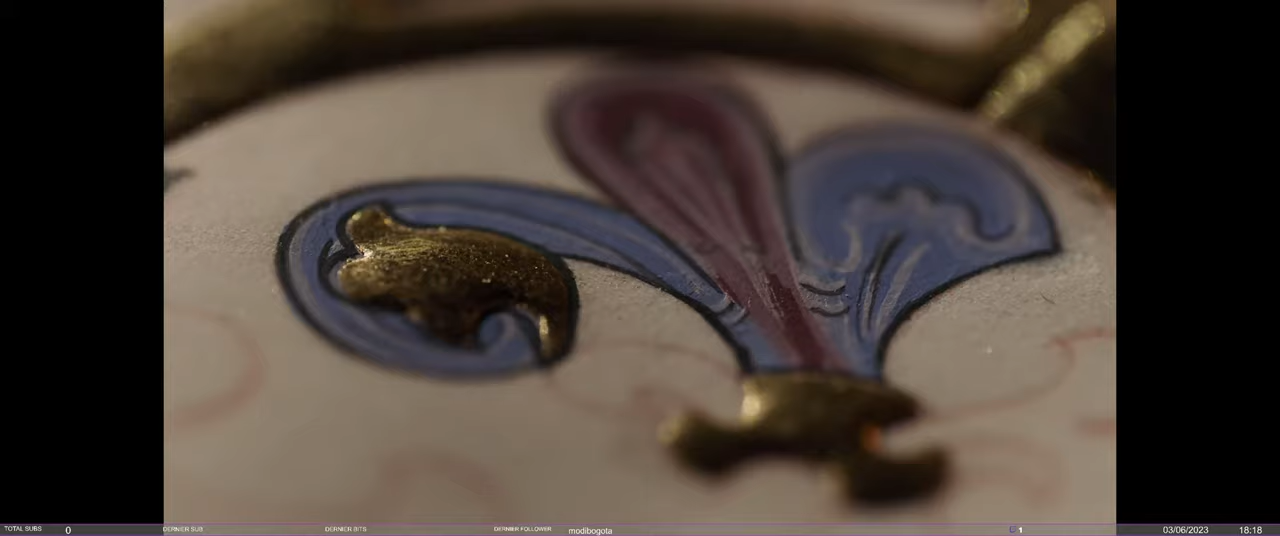 TOTAL SUBS 0 DERNIER SUB DERNIER BITS DERNIER FOLLOWER modibogota 1 03/06/2023 18:18